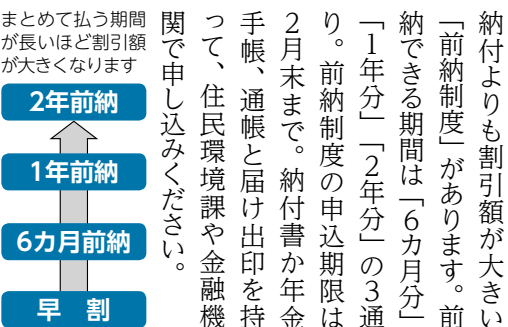 納付よりも割引額が大きい
「前納制度」があります。前
納できる期間は「6カ月分」
「1年分」「2年分」の3通
り。前納制度の申込期限は
2月末まで。納付書か年金
手帳、通帳と届け出印を持
って、住民環境課や金融機
関で申し込みください。
まとめて払う期間
が長いほど割引額
が大きくなります
2年前納
1年前納
6カ月前納
早 割